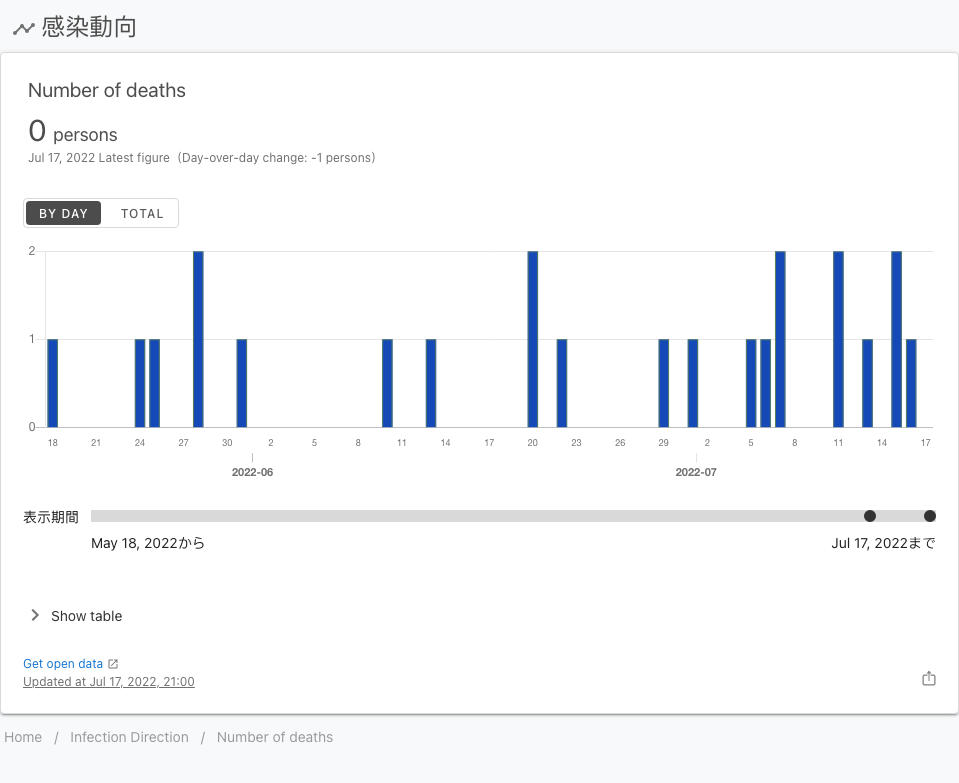 感染動向
Number of deaths
0 persons
Jul 17, 2022 Latest figure (Day-over-day change: -1 persons)
BY DAY TOTAL
2
1
0
18 21 24 27 30 2 5 8 11 14 17 20 23 26 29 2 5 8 11 14 17
2022-06 2022-07
表示期間
May 18, 2022から Jul 17, 2022まで
Show table
Get open data
Updated at Jul 17, 2022, 21:00
Home / Infection Direction / Number of deaths